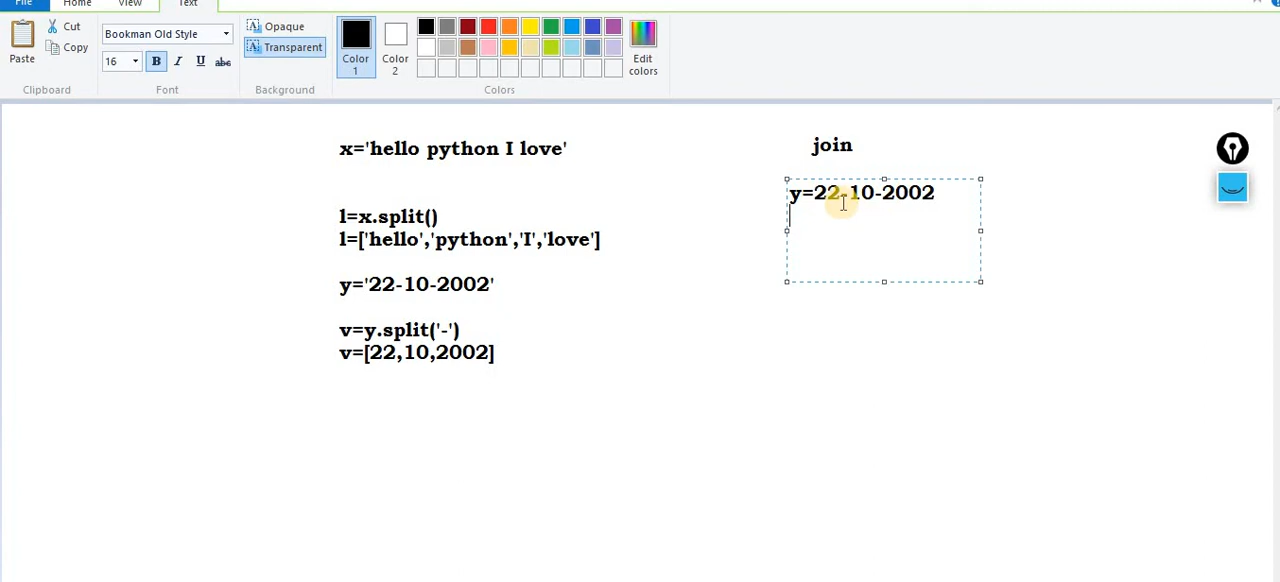 File
Home
View
Text
Paste
Cut
Copy
Clipboard
Bookman Old Style
16
B I U abc
Font
Opaque
Transparent
Background
Color 1
Color 2
Edit colors
Colors
x='hello python I love'
l=x.split()
l=['hello','python','I','love']
y='22-10-2002'
v=y.split('-')
v=[22,10,2002]
join
y=22-10-2002